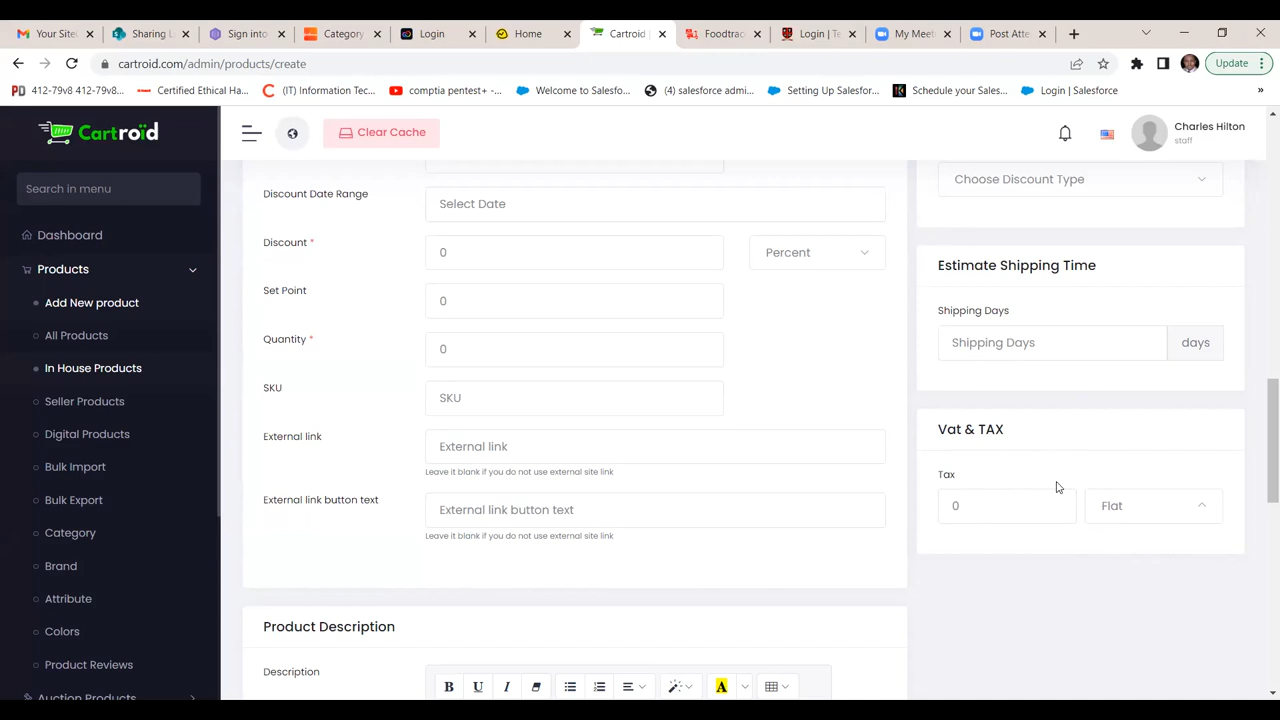 Your Site
Sharing L
Sign into
Category
Login
Home
Cartroid |
Foodtrac
Login | Te
My Mee
Post Atte
cartroid.com/admin/products/create
Update
PD 412-79v8 412-79v8...
Certified Ethical Ha...
(IT) Information Tec...
comptia pentest+ -...
Welcome to Salesfo...
(4) salesforce admi...
Setting Up Salesfor...
Schedule your Sales...
Login | Salesforce
»
Cartroïd
Clear Cache
Charles Hilton
staff
Search in menu
Dashboard
Products
Add New product
All Products
In House Products
Seller Products
Digital Products
Bulk Import
Bulk Export
Category
Brand
Attribute
Colors
Product Reviews
Auction Products
Discount Date Range
Select Date
Discount *
0
Percent
Set Point
0
Quantity *
0
SKU
SKU
External link
External link
Leave it blank if you do not use external site link
External link button text
External link button text
Leave it blank if you do not use external site link
Product Description
Description
B U I A
Choose Discount Type
Estimate Shipping Time
Shipping Days
Shipping Days
days
Vat & TAX
Tax
0
Flat